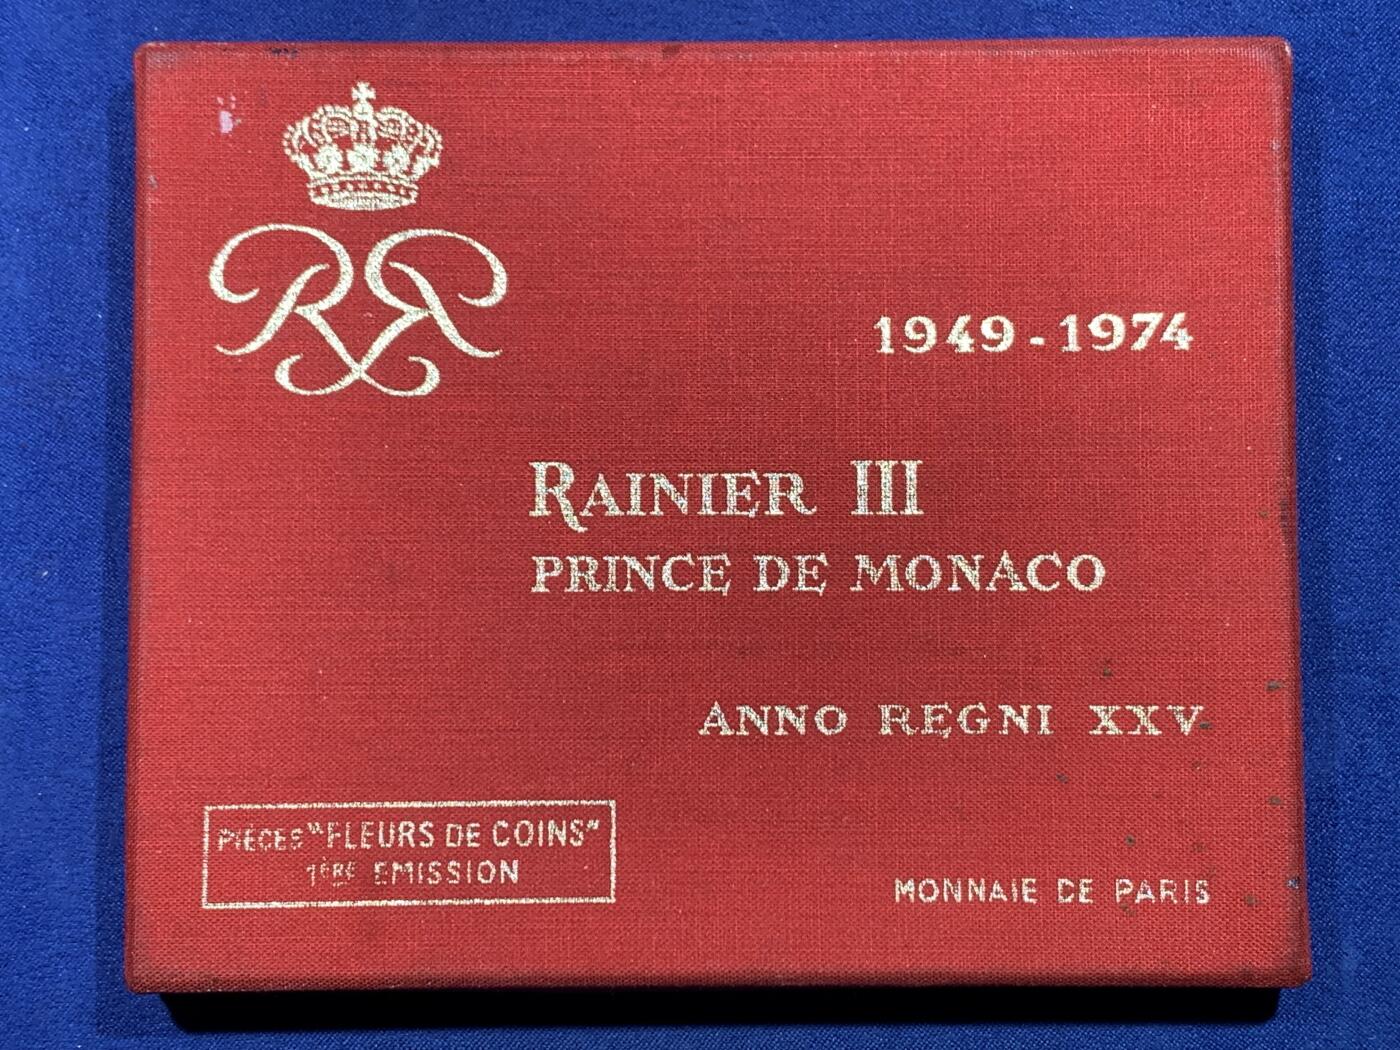 RR
1949-1974
RAINIER III
PRINCE DE MONACO
ANNO REGNI XXV
PIÈCES "FLEURS DE COINS"
1ÈRE EMISSION
MONNAIE DE PARIS